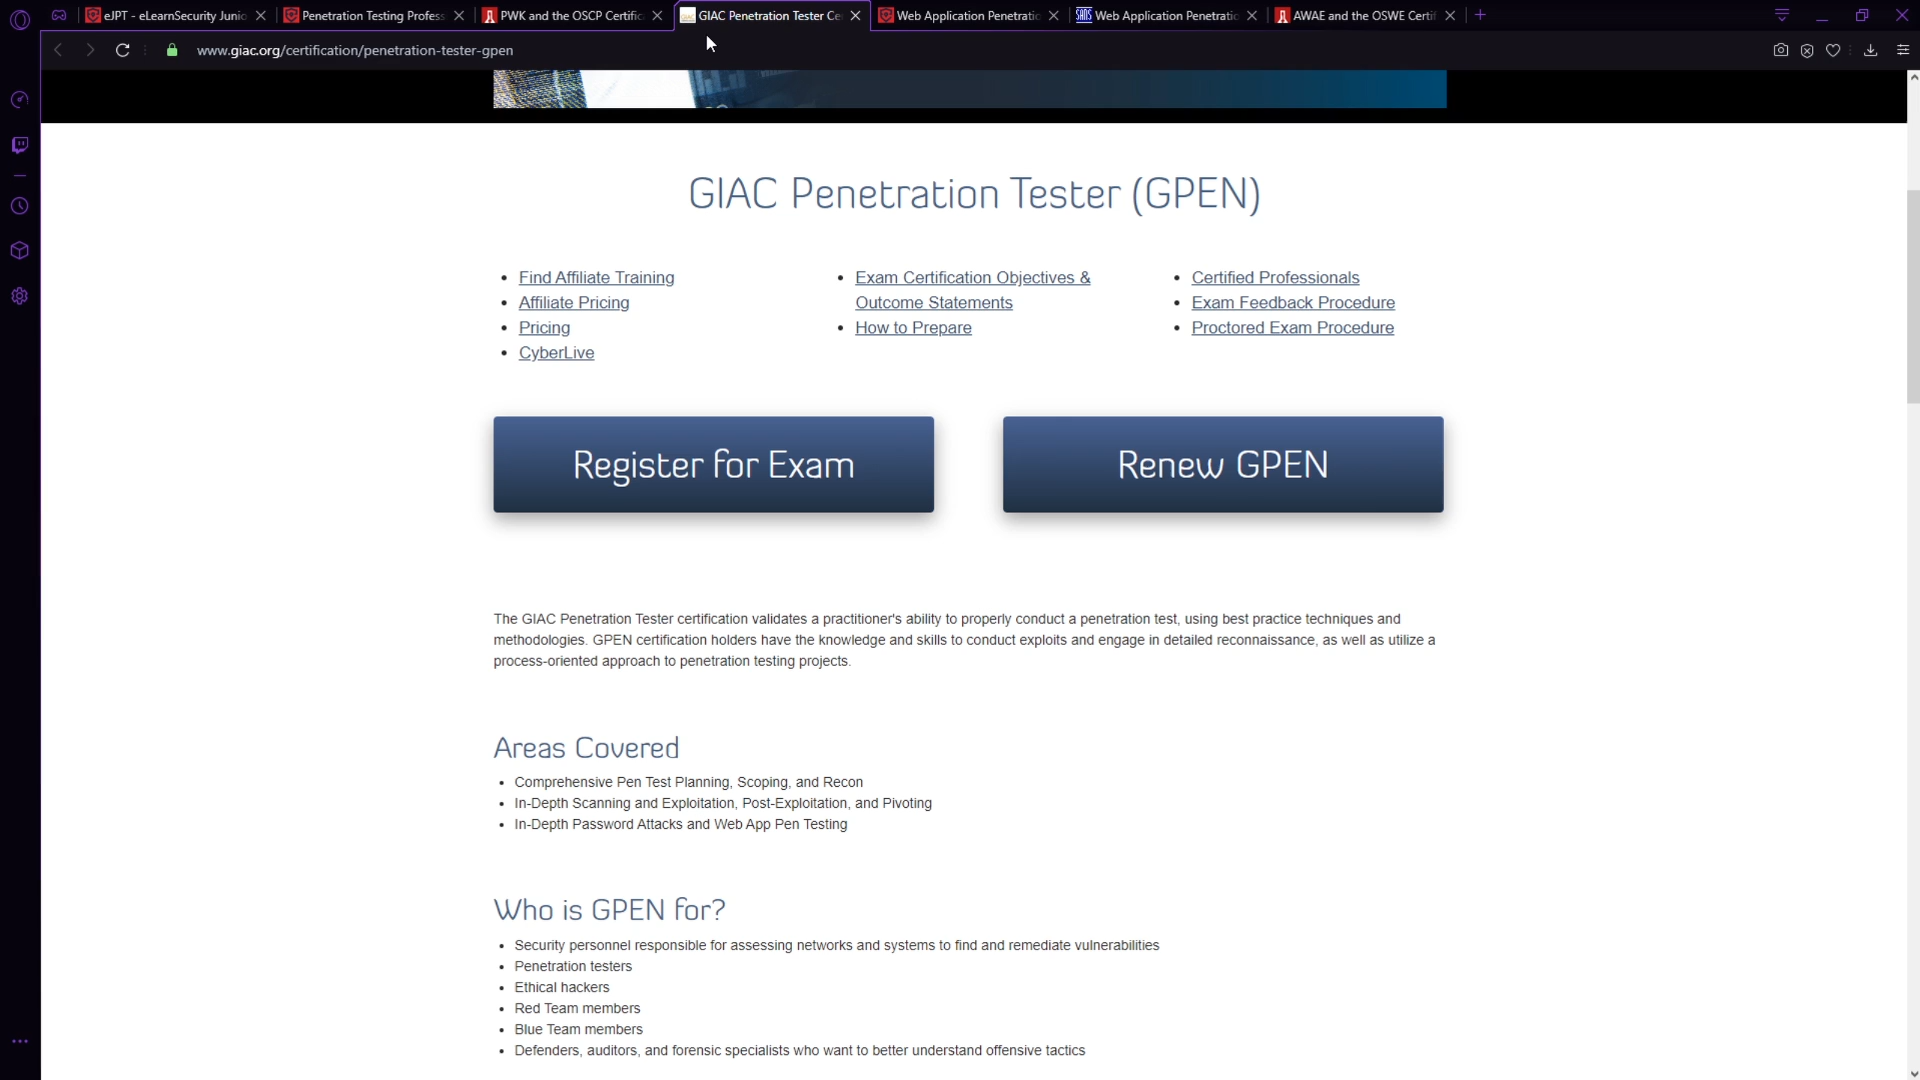 eJPT - eLearnSecurity Junio
Penetration Testing Profess
PWK and the OSCP Certific
GIAC Penetration Tester Ce
Web Application Penetratio
SANS Web Application Penetratio
AWAE and the OSWE Certif
www.giac.org/certification/penetration-tester-gpen
GIAC Penetration Tester (GPEN)
• Find Affiliate Training
• Affiliate Pricing
• Pricing
• CyberLive
• Exam Certification Objectives &
Outcome Statements
• How to Prepare
• Certified Professionals
• Exam Feedback Procedure
• Proctored Exam Procedure
Register for Exam
Renew GPEN
The GIAC Penetration Tester certification validates a practitioner's ability to properly conduct a penetration test, using best practice techniques and
methodologies. GPEN certification holders have the knowledge and skills to conduct exploits and engage in detailed reconnaissance, as well as utilize a
process-oriented approach to penetration testing projects.
Areas Covered
• Comprehensive Pen Test Planning, Scoping, and Recon
• In-Depth Scanning and Exploitation, Post-Exploitation, and Pivoting
• In-Depth Password Attacks and Web App Pen Testing
Who is GPEN for?
• Security personnel responsible for assessing networks and systems to find and remediate vulnerabilities
• Penetration testers
• Ethical hackers
• Red Team members
• Blue Team members
• Defenders, auditors, and forensic specialists who want to better understand offensive tactics